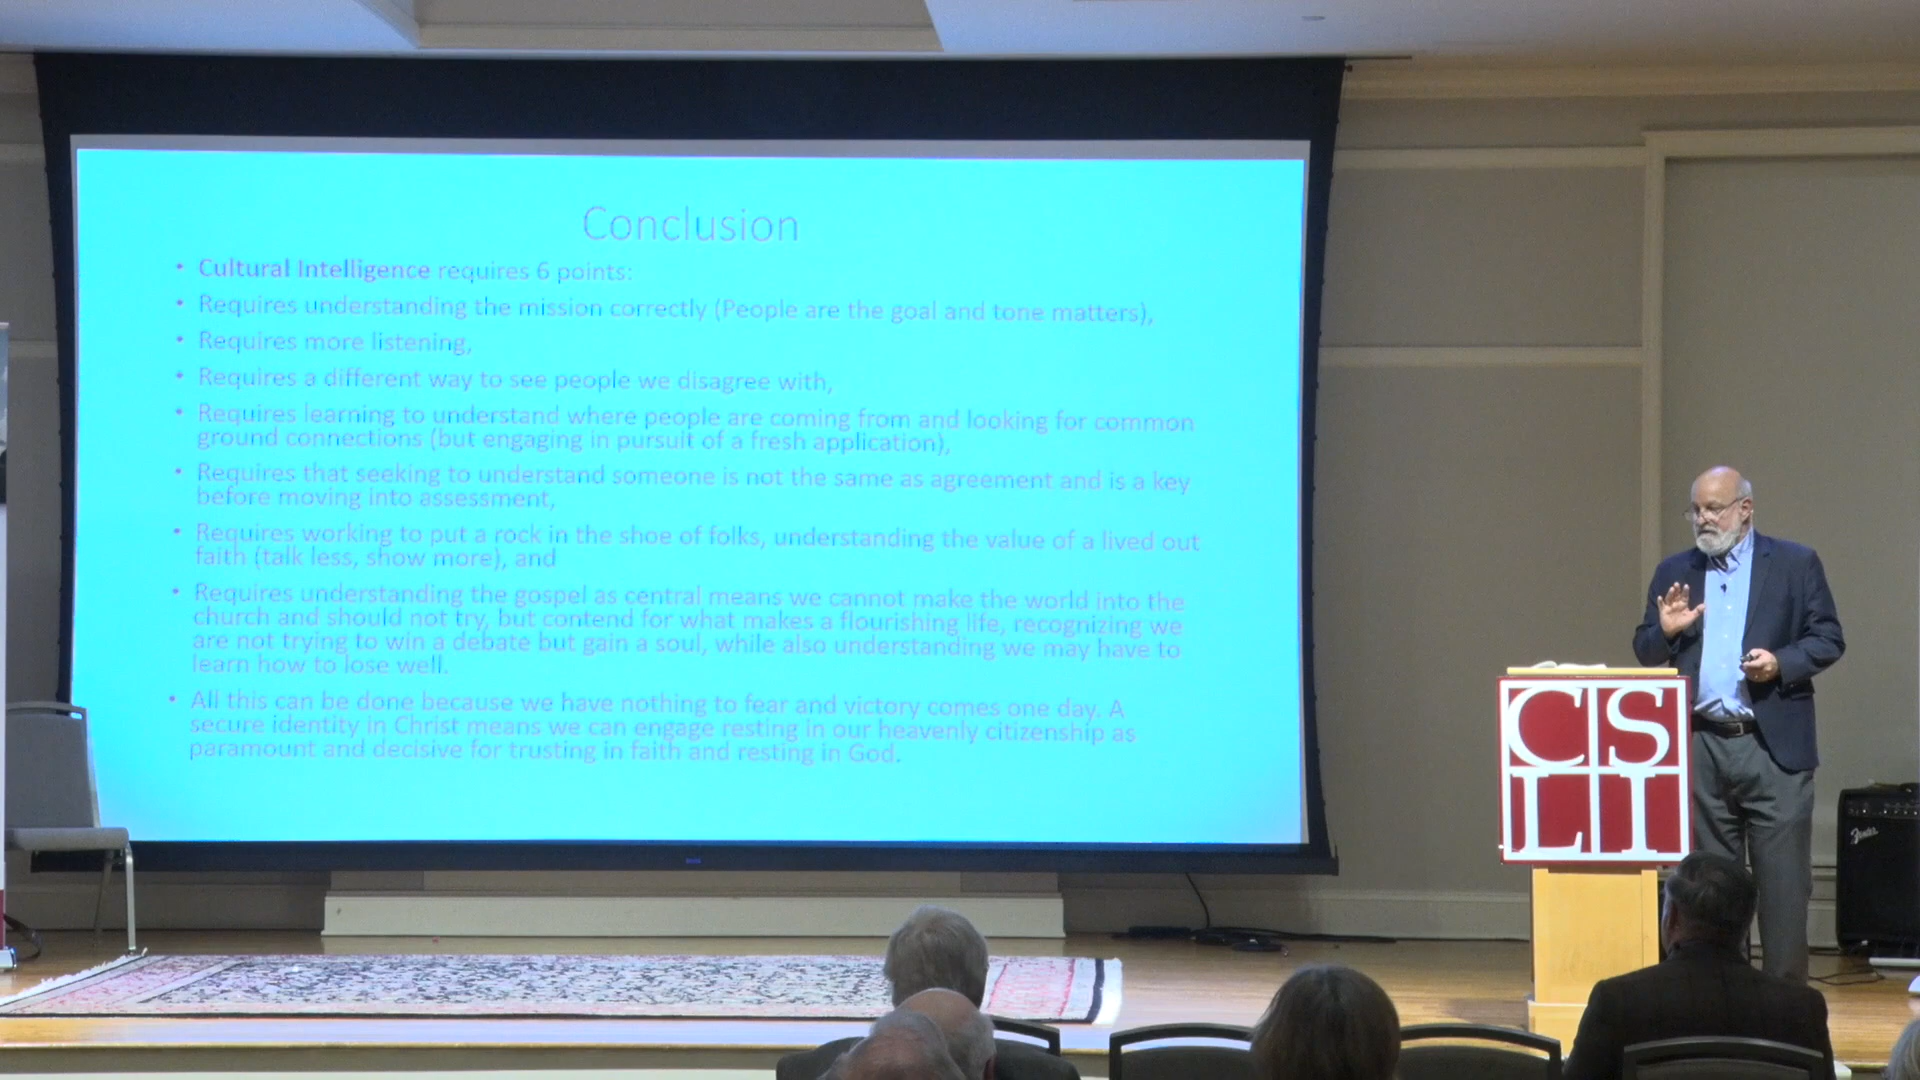 Conclusion
• Cultural Intelligence requires 6 points:
• Requires understanding the mission correctly (People are the goal and tone matters),
• Requires more listening,
• Requires a different way to see people we disagree with,
• Requires learning to understand where people are coming from and looking for common
ground connections (but engaging in pursuit of a fresh application),
• Requires that seeking to understand someone is not the same as agreement and is a key
before moving into assessment,
• Requires working to put a rock in the shoe of folks, understanding the value of a lived out
faith (talk less, show more), and
• Requires understanding the gospel as central means we cannot make the world into the
church and should not try, but contend for what makes a flourishing life, recognizing we
are not trying to win a debate but gain a soul, while also understanding we may have to
learn how to lose well.
• All this can be done because we have nothing to fear and victory comes one day. A
secure identity in Christ means we can engage resting in our heavenly citizenship as
paramount and decisive for trusting in faith and resting in God.
CS
LI
Fender